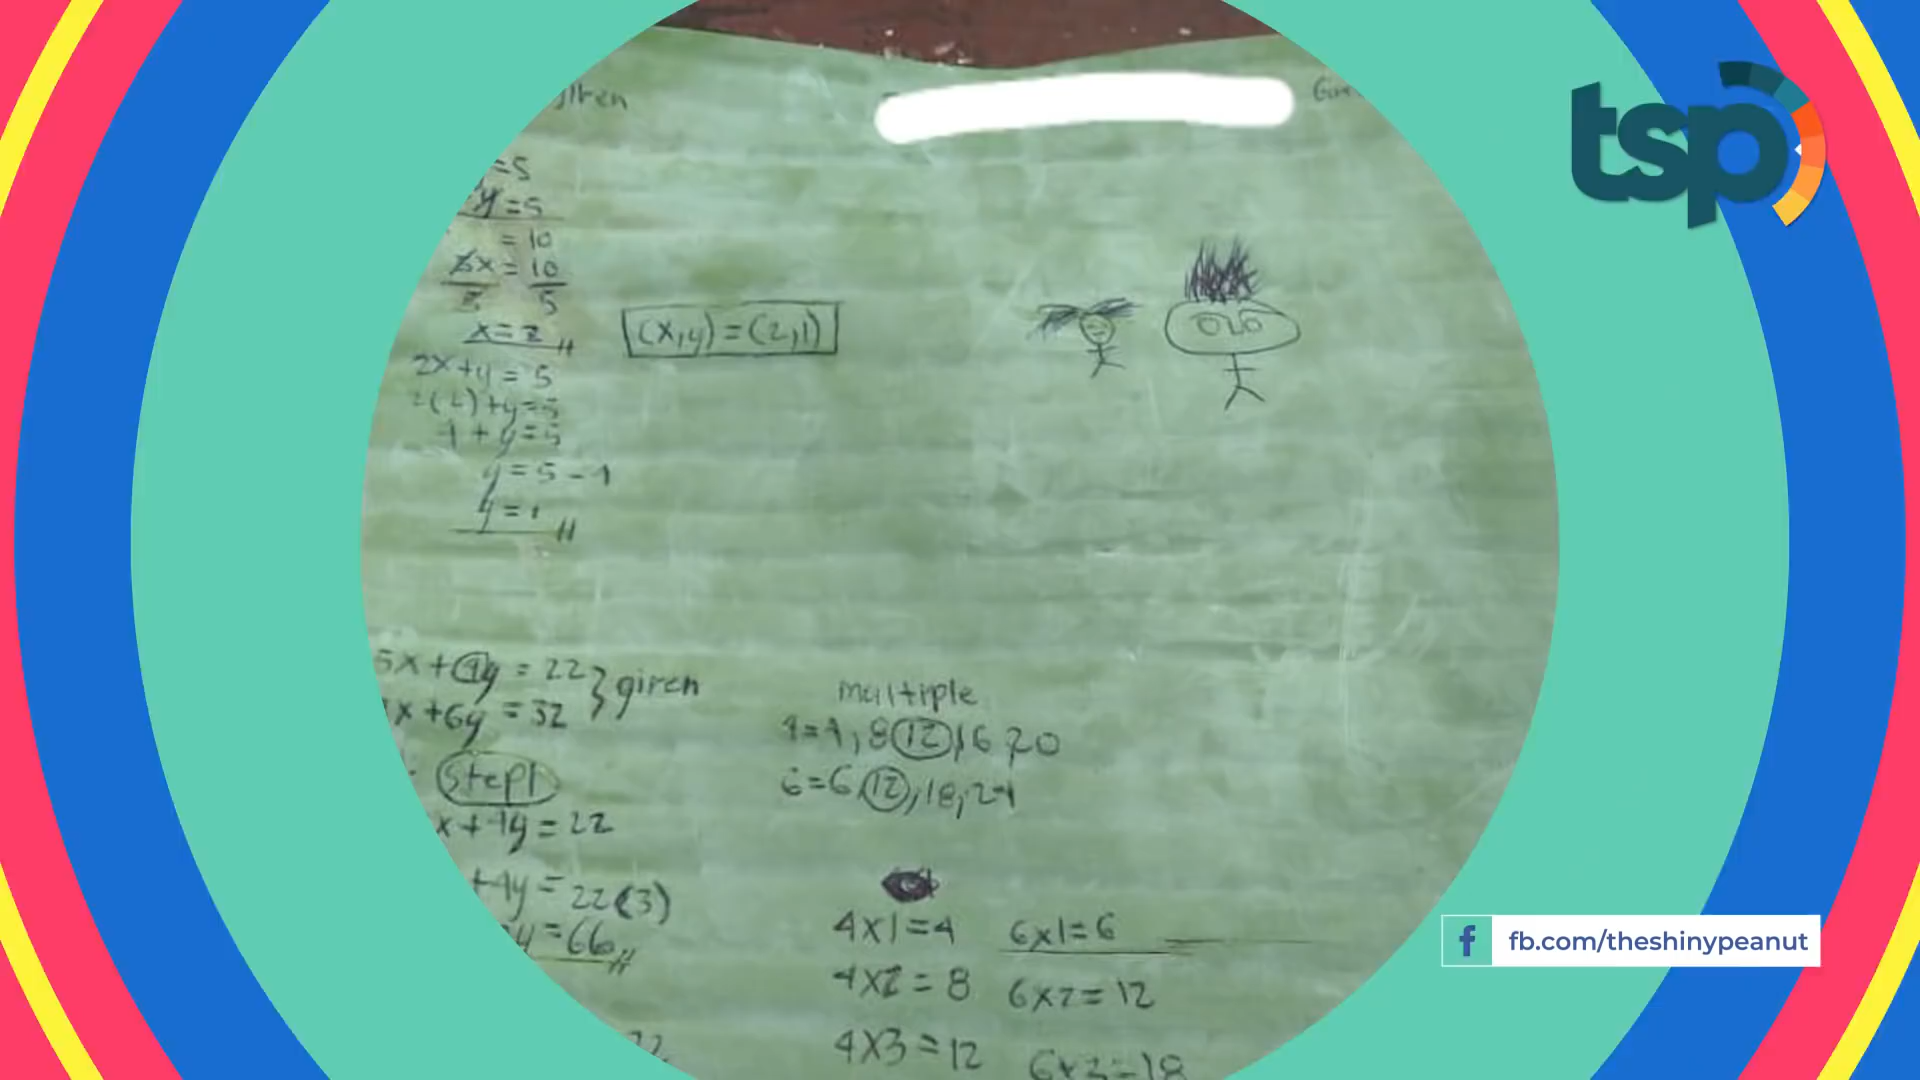 =5
y=5
=10
5x = 10
5 5
x=2
(x,y)=(2,1)
2x+y=5
2(2)+y=5
4+y=5
y=5-4
y=1
5x+4y=22
given
x+6y=32
Step1
x+4y=22
+4y=22(3)
y=66
multiple
4=4,8,12,16,20
6=6,12,18,24
4x1=4
6x1=6
4x2=8
6x2=12
4x3=12
6x3=18
tsp
fb.com/theshinypeanut